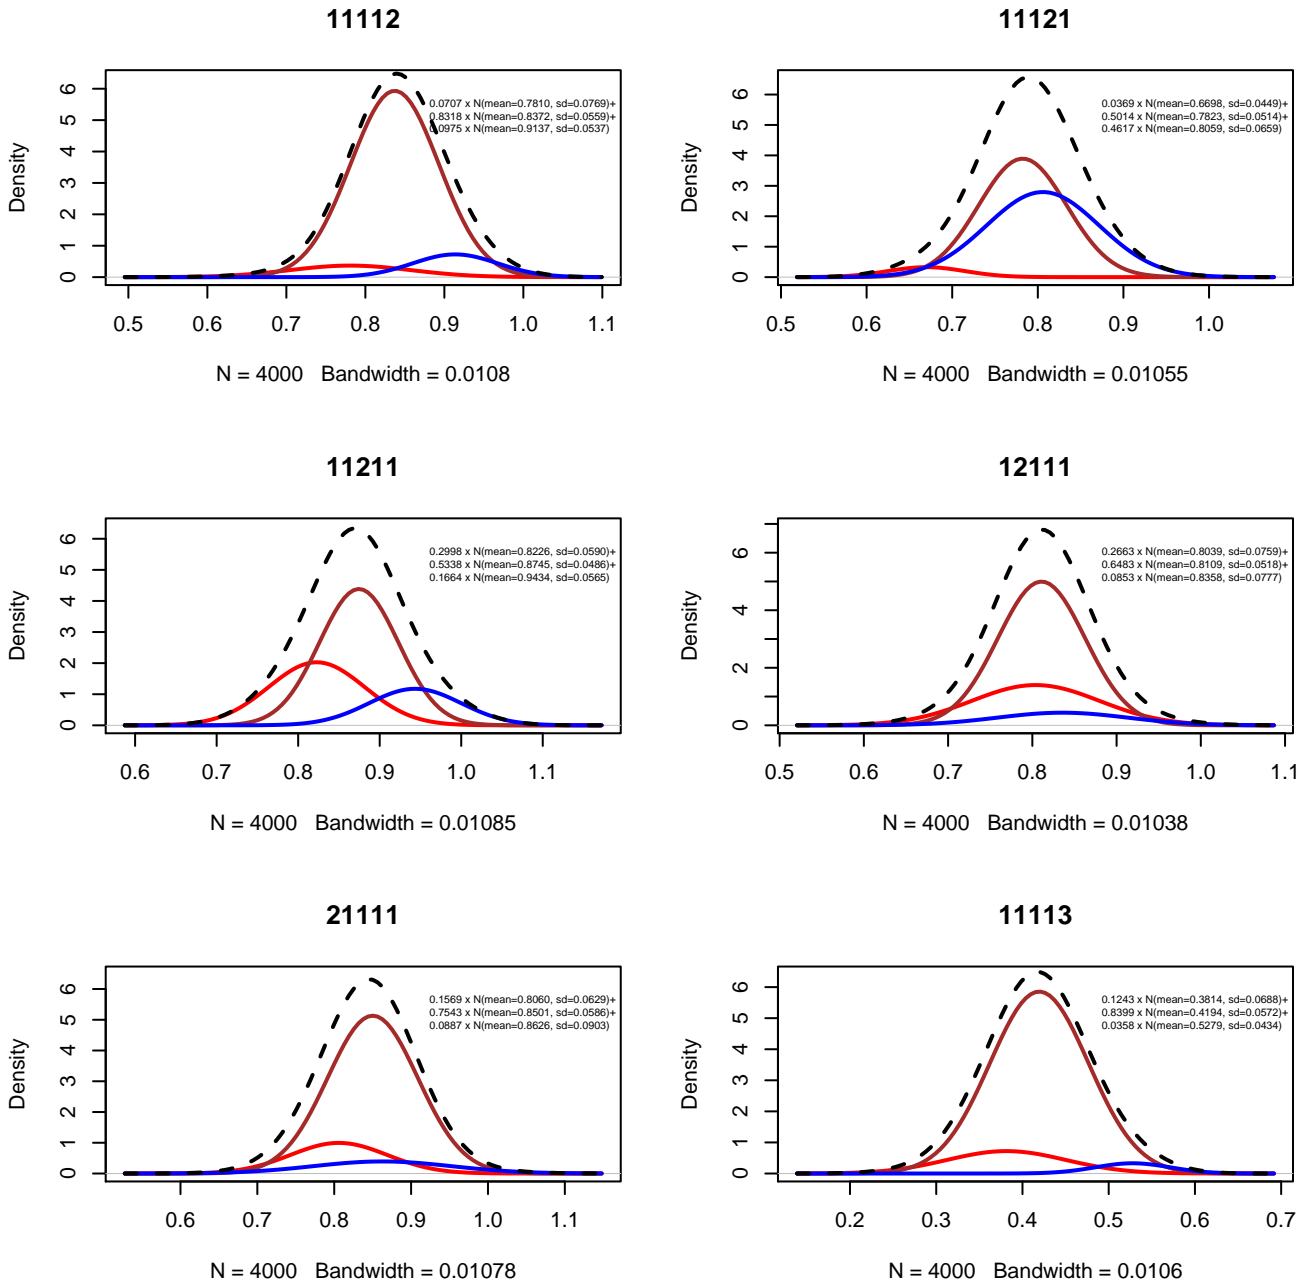 11112
Density
0 1 2 3 4 5 6
0.0707 x N(mean=0.7810, sd=0.0769)+
0.8318 x N(mean=0.8372, sd=0.0559)+
0.0975 x N(mean=0.9137, sd=0.0537)
0.5 0.6 0.7 0.8 0.9 1.0 1.1
N = 4000 Bandwidth = 0.0108
11121
Density
0 1 2 3 4 5 6
0.0369 x N(mean=0.6698, sd=0.0449)+
0.5014 x N(mean=0.7823, sd=0.0514)+
0.4617 x N(mean=0.8059, sd=0.0659)
0.5 0.6 0.7 0.8 0.9 1.0
N = 4000 Bandwidth = 0.01055
11211
Density
0 1 2 3 4 5 6
0.2998 x N(mean=0.8226, sd=0.0590)+
0.5338 x N(mean=0.8745, sd=0.0486)+
0.1664 x N(mean=0.9434, sd=0.0565)
0.6 0.7 0.8 0.9 1.0 1.1
N = 4000 Bandwidth = 0.01085
12111
Density
0 2 4 6
0.2663 x N(mean=0.8039, sd=0.0759)+
0.6483 x N(mean=0.8109, sd=0.0518)+
0.0853 x N(mean=0.8358, sd=0.0777)
0.5 0.6 0.7 0.8 0.9 1.0 1.1
N = 4000 Bandwidth = 0.01038
21111
Density
0 1 2 3 4 5 6
0.1569 x N(mean=0.8060, sd=0.0629)+
0.7543 x N(mean=0.8501, sd=0.0586)+
0.0887 x N(mean=0.8626, sd=0.0903)
0.6 0.7 0.8 0.9 1.0 1.1
N = 4000 Bandwidth = 0.01078
11113
Density
0 1 2 3 4 5 6
0.1243 x N(mean=0.3814, sd=0.0688)+
0.8399 x N(mean=0.4194, sd=0.0572)+
0.0358 x N(mean=0.5279, sd=0.0434)
0.2 0.3 0.4 0.5 0.6 0.7
N = 4000 Bandwidth = 0.0106